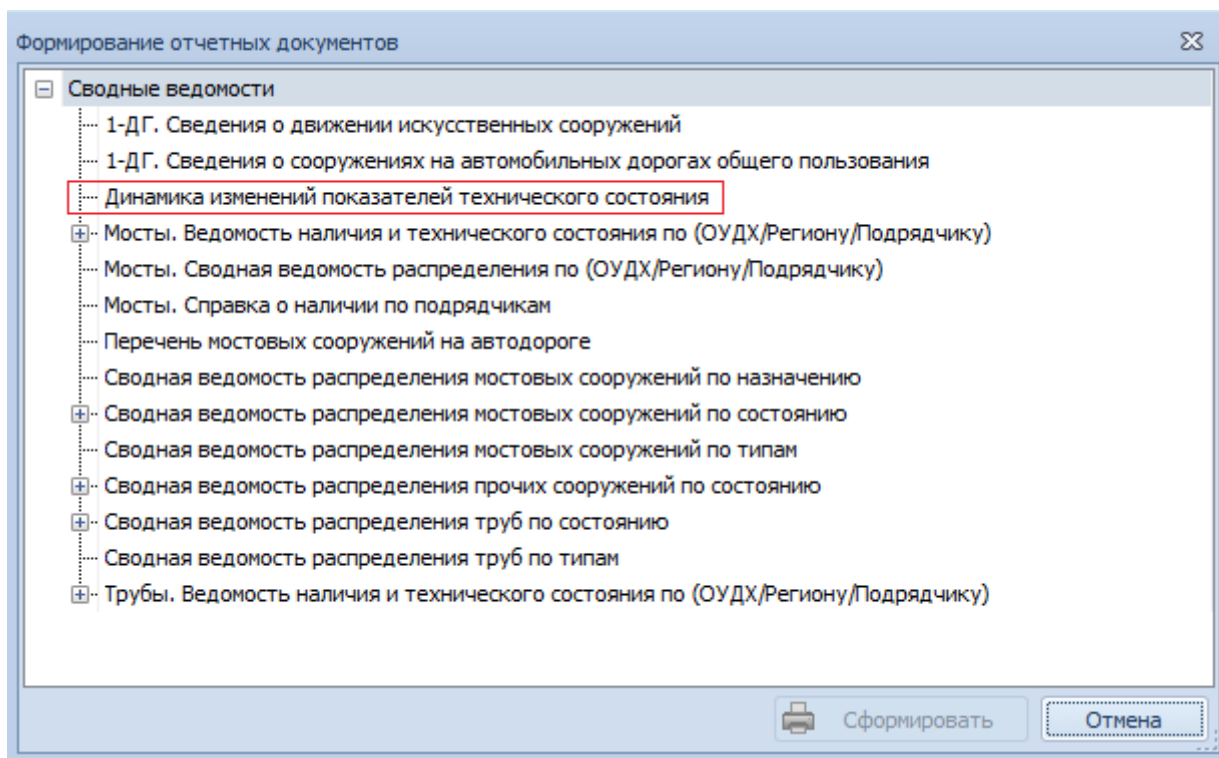 Формирование отчетных документов
Сводные ведомости
1-ДГ. Сведения о движении искусственных сооружений
1-ДГ. Сведения о сооружениях на автомобильных дорогах общего пользования
Динамика изменений показателей технического состояния
Мосты. Ведомость наличия и технического состояния по (ОУДХ/Региону/Подрядчику)
Мосты. Сводная ведомость распределения по (ОУДХ/Региону/Подрядчику)
Мосты. Справка о наличии по подрядчикам
Перечень мостовых сооружений на автодороге
Сводная ведомость распределения мостовых сооружений по назначению
Сводная ведомость распределения мостовых сооружений по состоянию
Сводная ведомость распределения мостовых сооружений по типам
Сводная ведомость распределения прочих сооружений по состоянию
Сводная ведомость распределения труб по состоянию
Сводная ведомость распределения труб по типам
Трубы. Ведомость наличия и технического состояния по (ОУДХ/Региону/Подрядчику)
Сформировать
Отмена